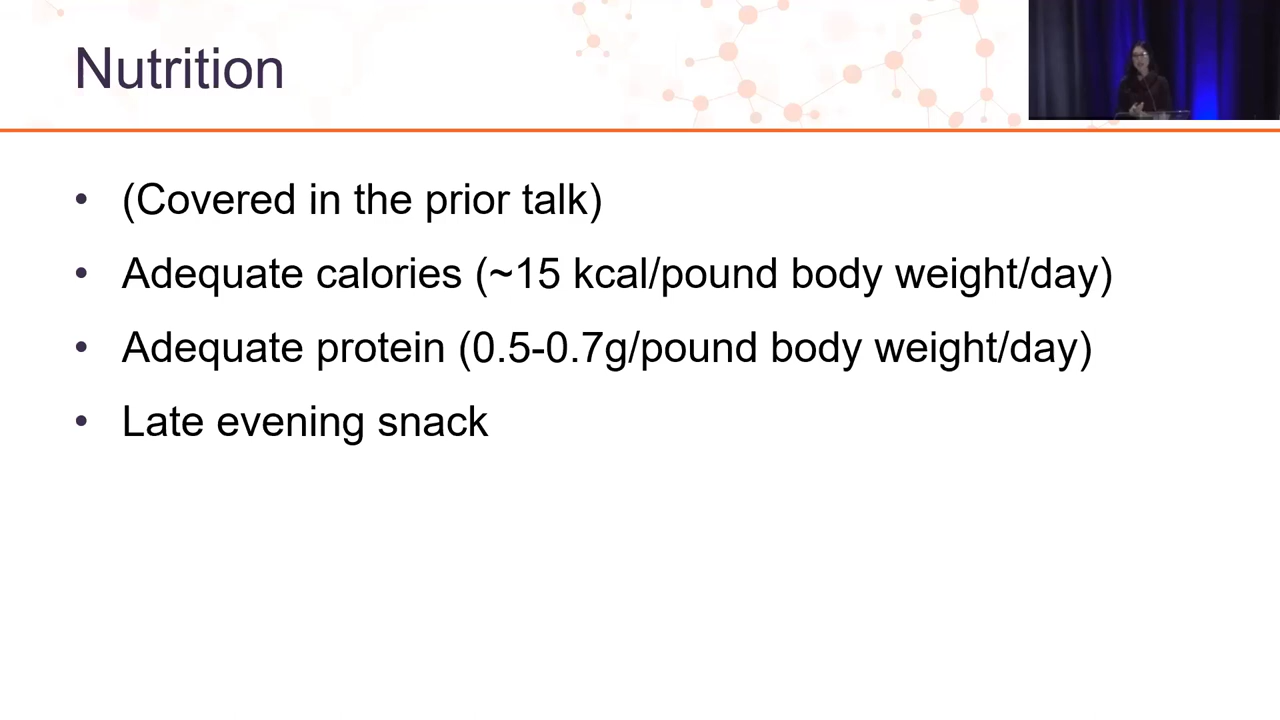 Nutrition
• (Covered in the prior talk)
• Adequate calories (~15 kcal/pound body weight/day)
• Adequate protein (0.5-0.7g/pound body weight/day)
• Late evening snack